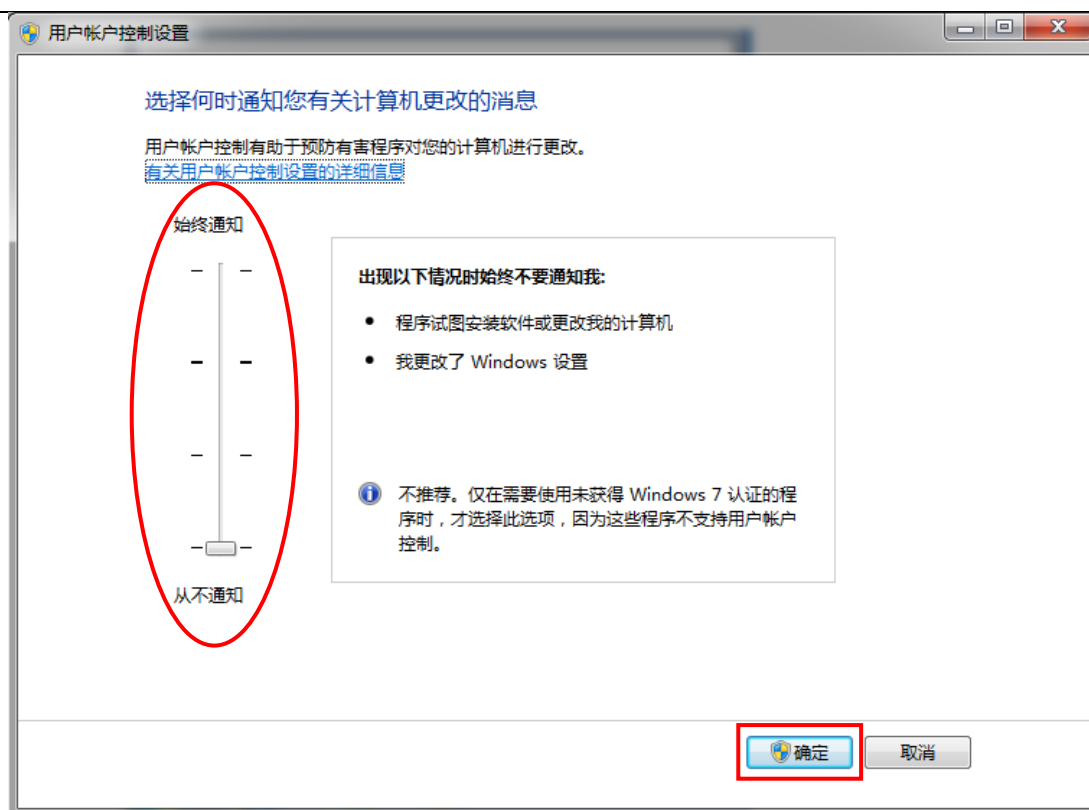 用户帐户控制设置
选择何时通知您有关计算机更改的消息
用户帐户控制有助于预防有害程序对您的计算机进行更改。
有关用户帐户控制设置的详细信息
始终通知
出现以下情况时始终不要通知我:
• 程序试图安装软件或更改我的计算机
• 我更改了 Windows 设置
不推荐。仅在需要使用未获得 Windows 7 认证的程
序时，才选择此选项，因为这些程序不支持用户帐户
控制。
从不通知
确定
取消